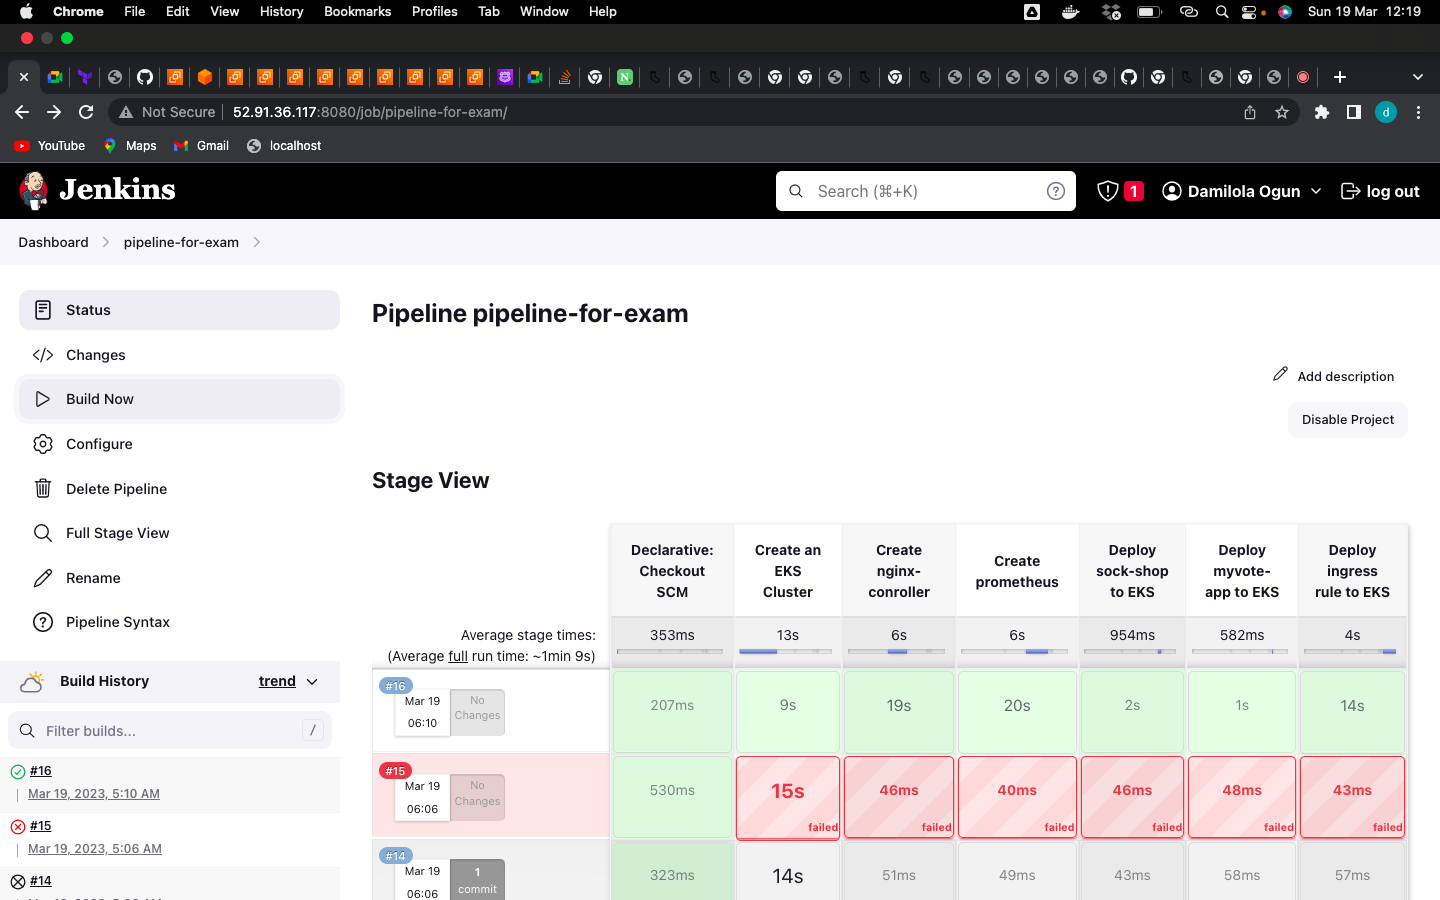 Chrome File Edit View History Bookmarks Profiles Tab Window Help Sun 19 Mar 12:19
Not Secure 52.91.36.117:8080/job/pipeline-for-exam/ d
YouTube Maps Gmail localhost
Jenkins Search (⌘+K) 1 Damilola Ogun log out
Dashboard pipeline-for-exam
Status
Changes
Build Now
Configure
Delete Pipeline
Full Stage View
Rename
Pipeline Syntax
Build History trend
Filter builds... /
#16
Mar 19, 2023, 5:10 AM
#15
Mar 19, 2023, 5:06 AM
#14
Pipeline pipeline-for-exam
Add description
Disable Project
Stage View
Declarative: Checkout SCM
Create an EKS Cluster
Create nginx-conroller
Create prometheus
Deploy sock-shop to EKS
Deploy myvote-app to EKS
Deploy ingress rule to EKS
Average stage times:
(Average full run time: ~1min 9s)
353ms 13s 6s 6s 954ms 582ms 4s
#16
Mar 19
06:10
No Changes
207ms 9s 19s 20s 2s 1s 14s
#15
Mar 19
06:06
No Changes
530ms 15s 46ms 40ms 46ms 48ms 43ms
failed failed failed failed failed failed
#14
Mar 19
06:06
1 commit
323ms 14s 51ms 49ms 43ms 58ms 57ms